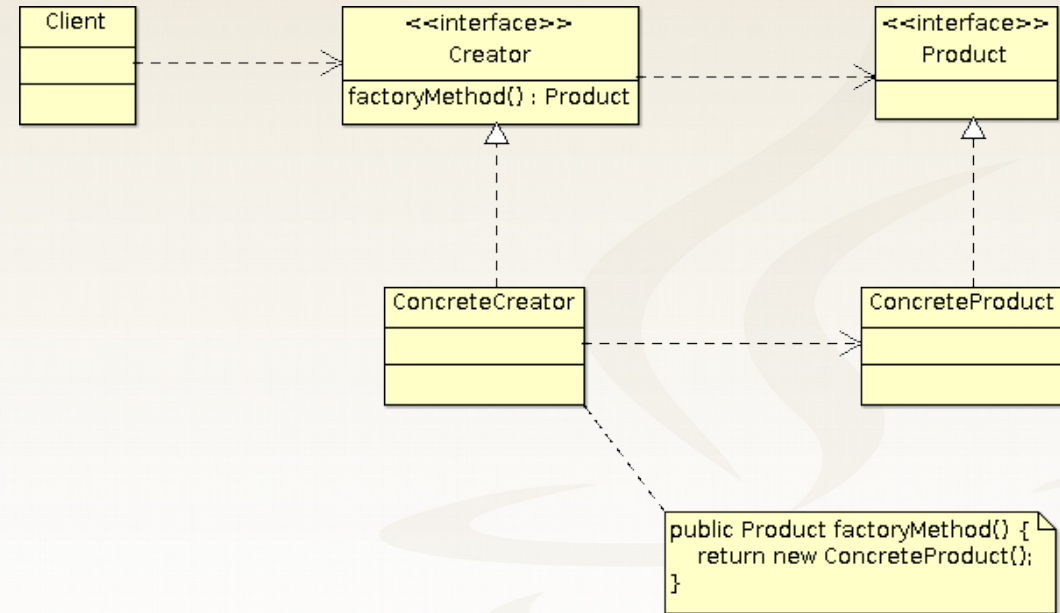 Client
<<interface>>
Creator
factoryMethod() : Product
<<interface>>
Product
ConcreteCreator
ConcreteProduct
public Product factoryMethod() {
return new ConcreteProduct();
}